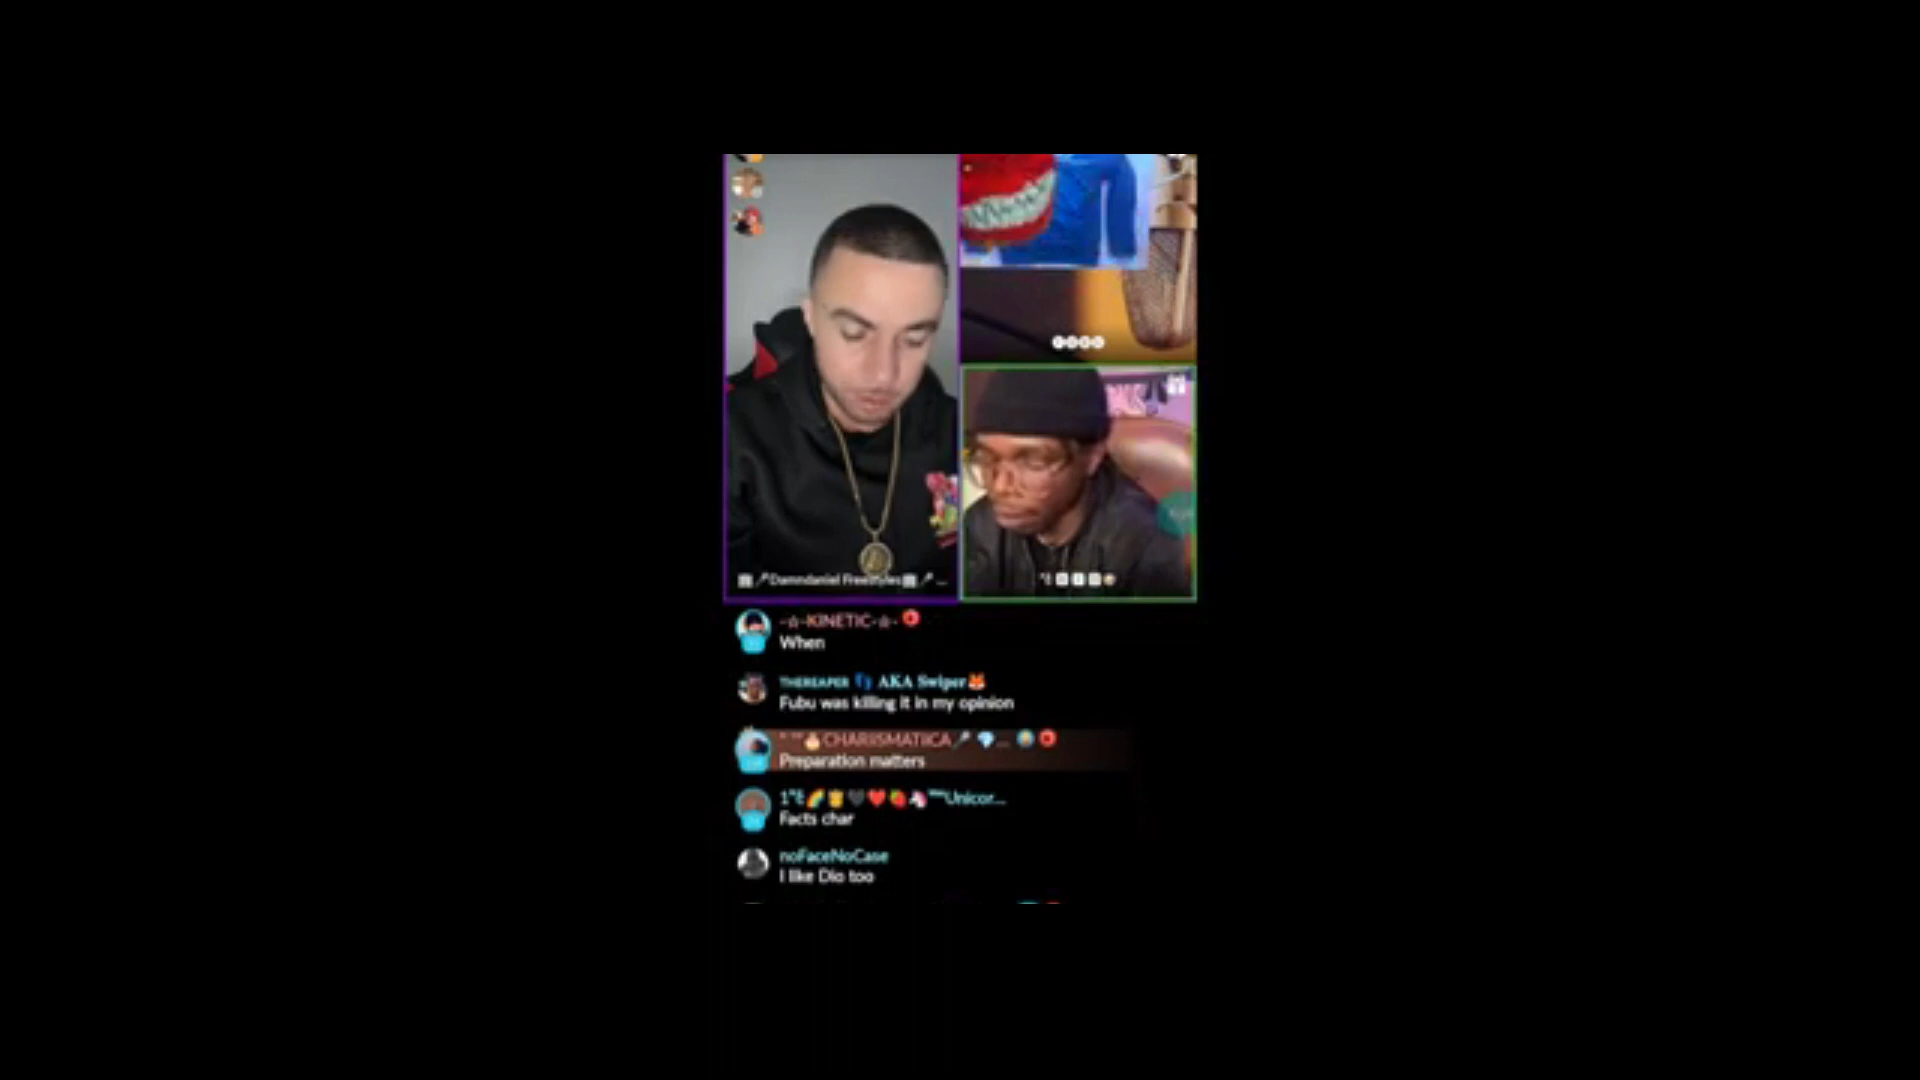 Damndaniel Freestyles
-☆-KINETIC-☆-
When
THEREAPER 👣 AKA Swiper🦊
Fubu was killing it in my opinion
CHARIISMATIICA🎤 💎...
Preparation matters
🌈🖤❤️🍓🦄Unicor...
Facts char
noFaceNoCase
I like Dio too